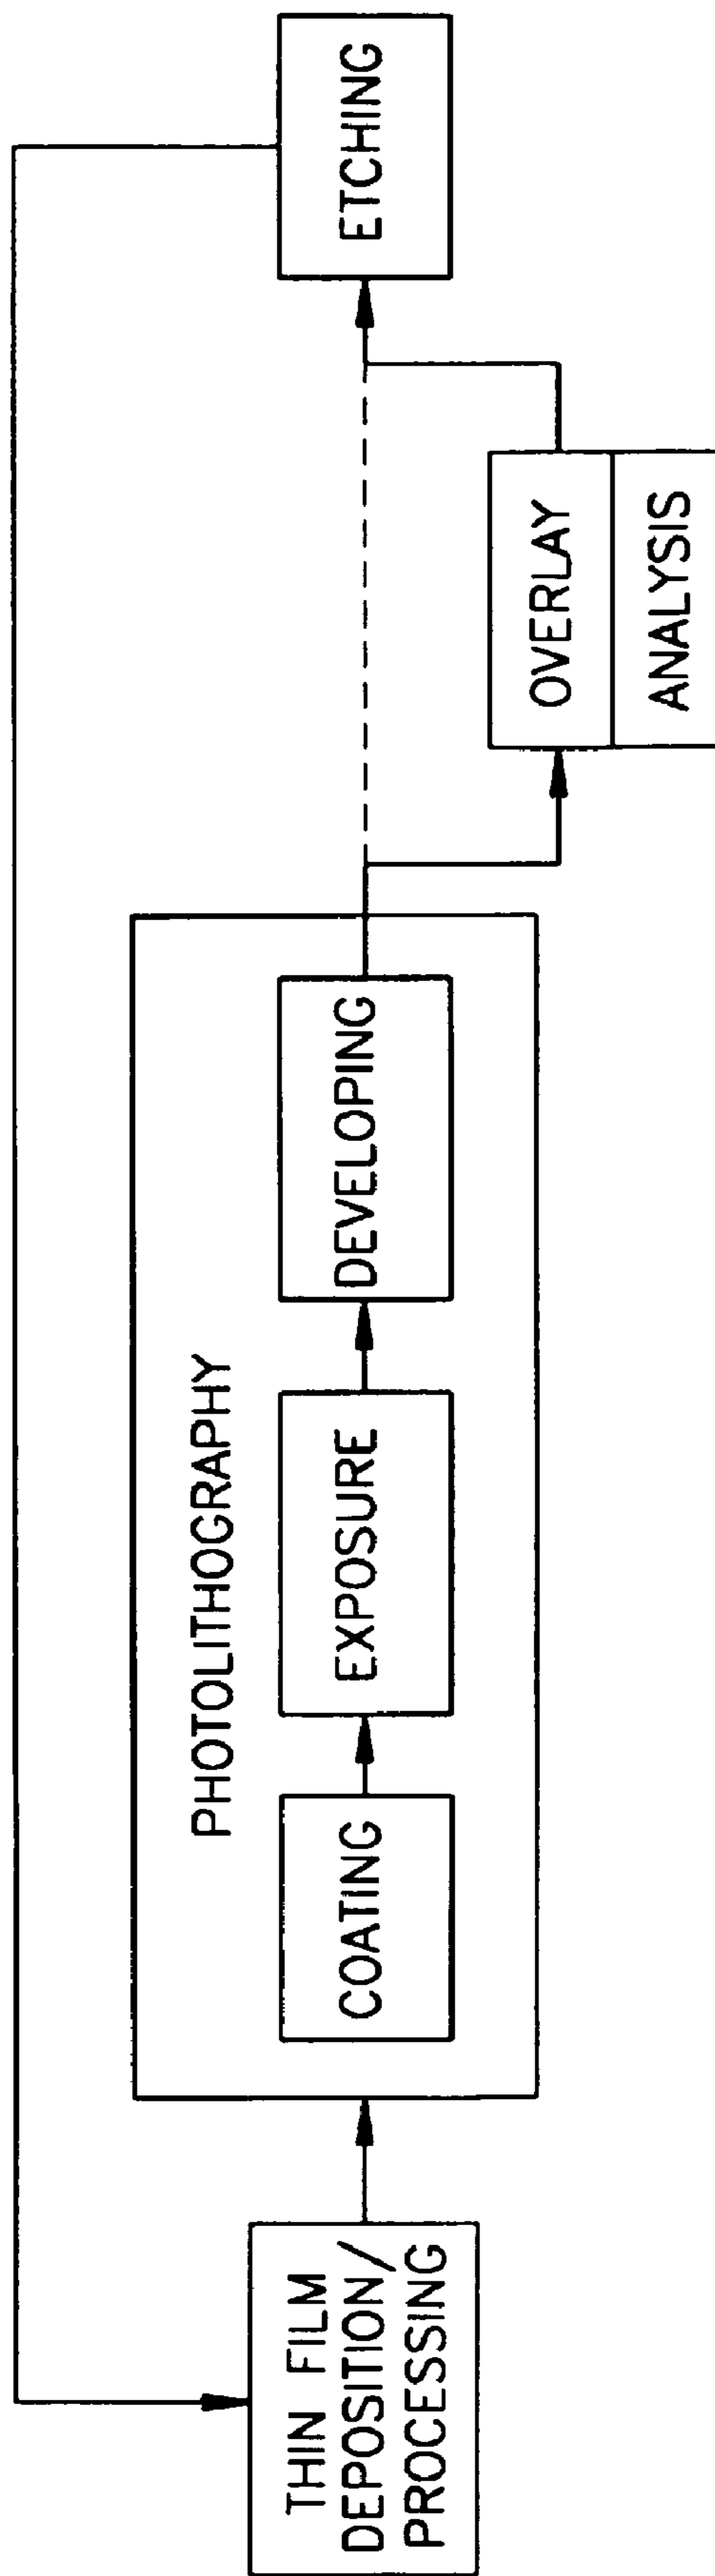 THIN FILM
DEPOSITION/
PROCESSING
PHOTOLITHOGRAPHY
COATING
EXPOSURE
DEVELOPING
OVERLAY
ANALYSIS
ETCHING